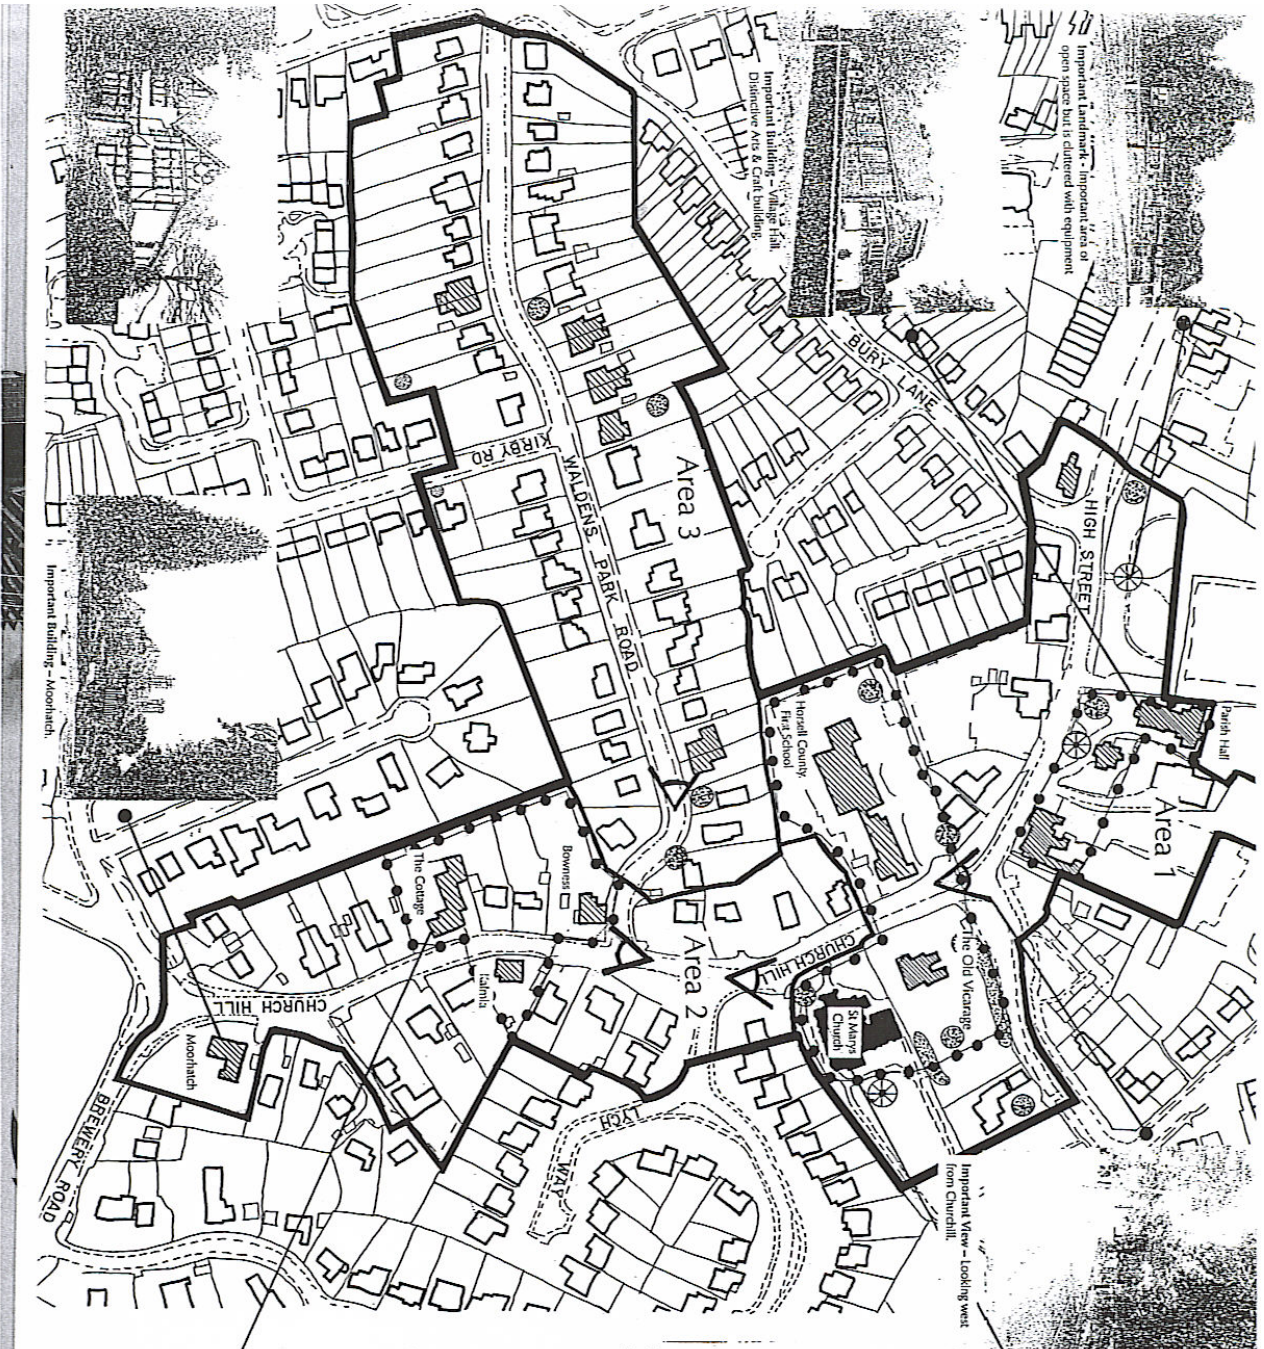 Important Landmark - Important area of
open space but is cluttered with equipment
Important Building - Village Hall.
Distinctive Arts & Craft building.
BURY LANE
HIGH STREET
Parish Hall
Area 1
KIRBY RD
WALDENS PARK ROAD
Area 3
Horsell County
First School
Important Building – Moorhatch.
The Cottage
Bowness
Area 2
CHURCH HILL
The Old Vicarage
St Marys
Church
Kalmia
CHURCH HILL
Moorhatch
BREWERY ROAD
LYCH WAY
Important View – Looking west
from Churchill.